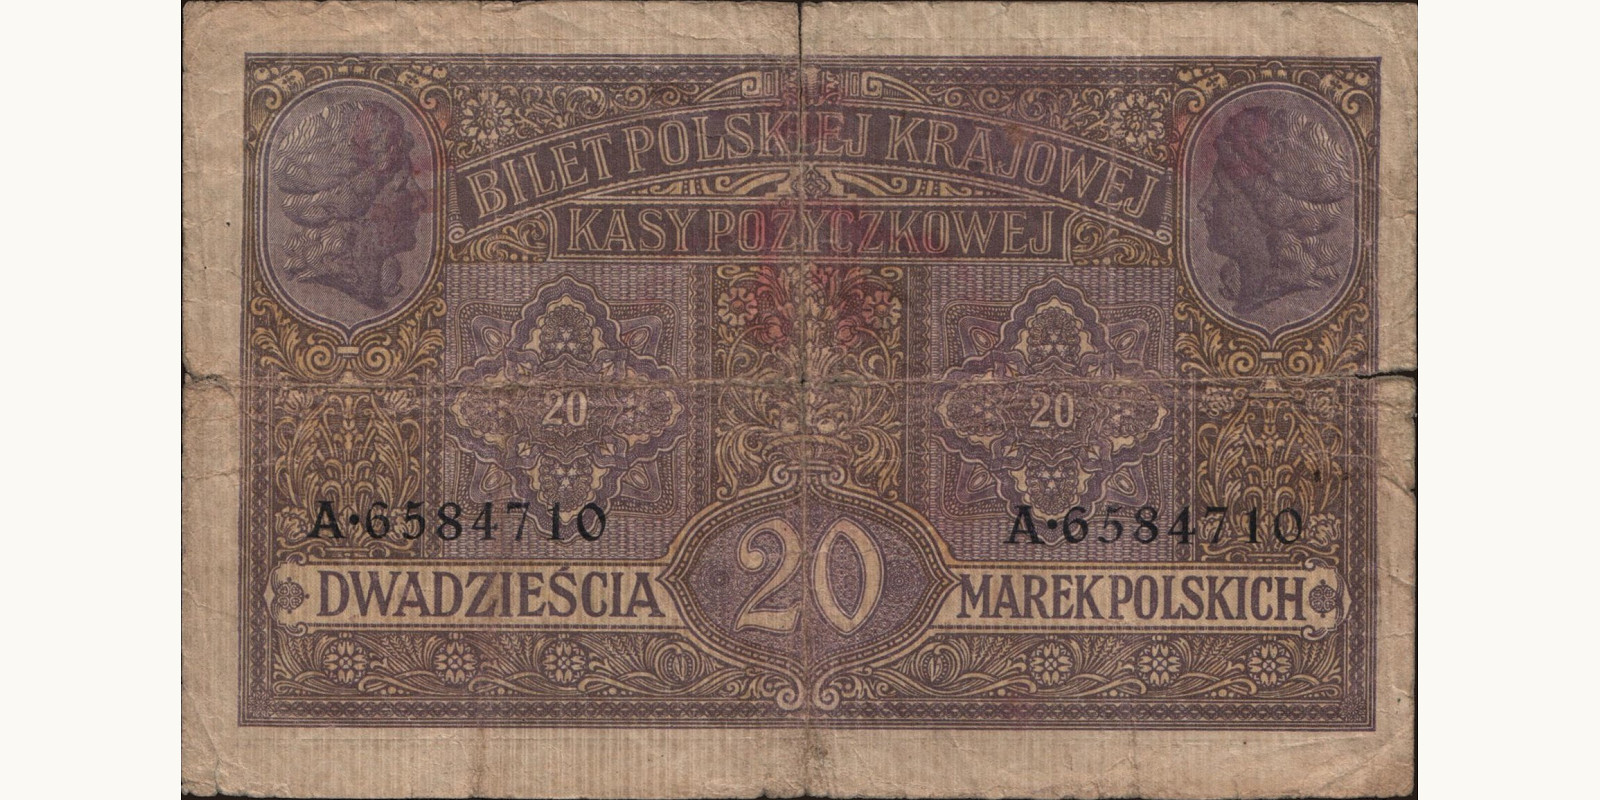 BILET POLSKIEJ KRAJOWEJ
KASY POŻYCZKOWEJ
20 20
A·6584710 A·6584710
DWADZIEŚCIA 20 MAREK POLSKICH